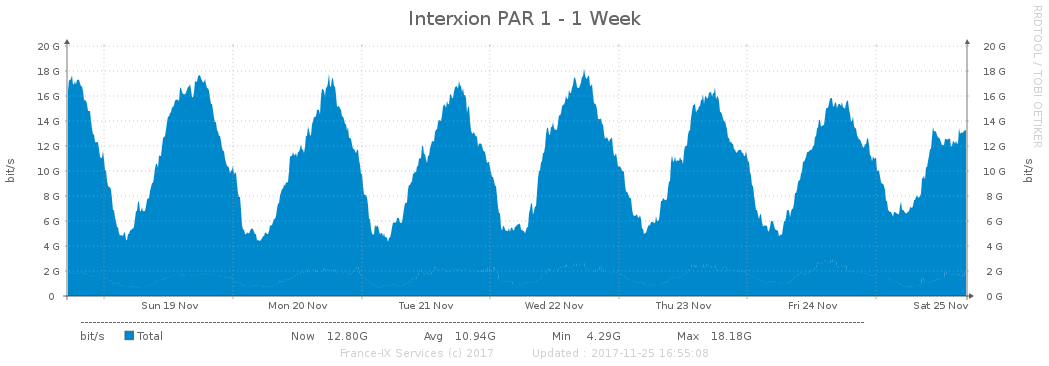 Interxion PAR 1 - 1 Week
RRDTOOL / TOBI OETIKER
bit/s
20 G 20 G
18 G 18 G
16 G 16 G
14 G 14 G
12 G 12 G
10 G 10 G
8 G 8 G
6 G 6 G
4 G 4 G
2 G 2 G
0 0 G
bit/s
Sun 19 Nov Mon 20 Nov Tue 21 Nov Wed 22 Nov Thu 23 Nov Fri 24 Nov Sat 25 Nov
bit/s Total Now 12.80G Avg 10.94G Min 4.29G Max 18.18G
France-IX Services (c) 2017 Updated : 2017-11-25 16:55:08